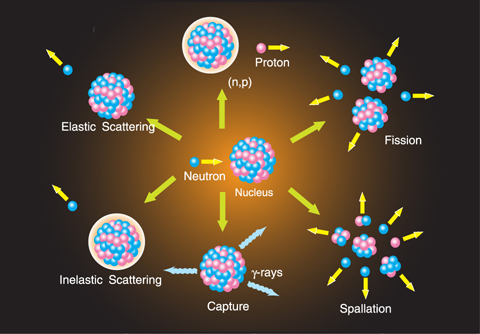 Proton
(n,p)
Elastic Scattering
Fission
Neutron
Nucleus
Inelastic Scattering
γ-rays
Capture
Spallation